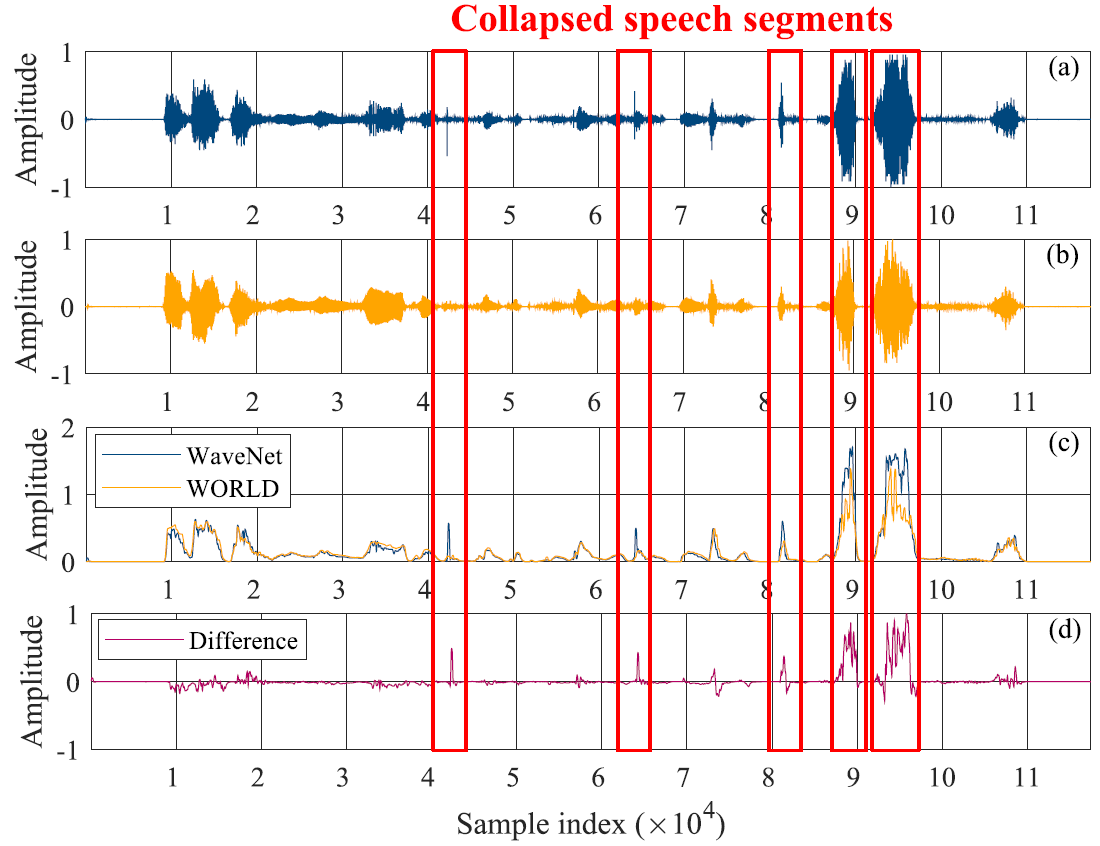 Collapsed speech segments
Amplitude
1
0
-1
(a)
1 2 3 4 5 6 7 8 9 10 11
Amplitude
1
0
-1
(b)
1 2 3 4 5 6 7 8 9 10 11
Amplitude
2
1
0
WaveNet
WORLD
(c)
1 2 3 4 5 6 7 8 9 10 11
Amplitude
1
0
-1
Difference
(d)
1 2 3 4 5 6 7 8 9 10 11
Sample index (×10⁴)